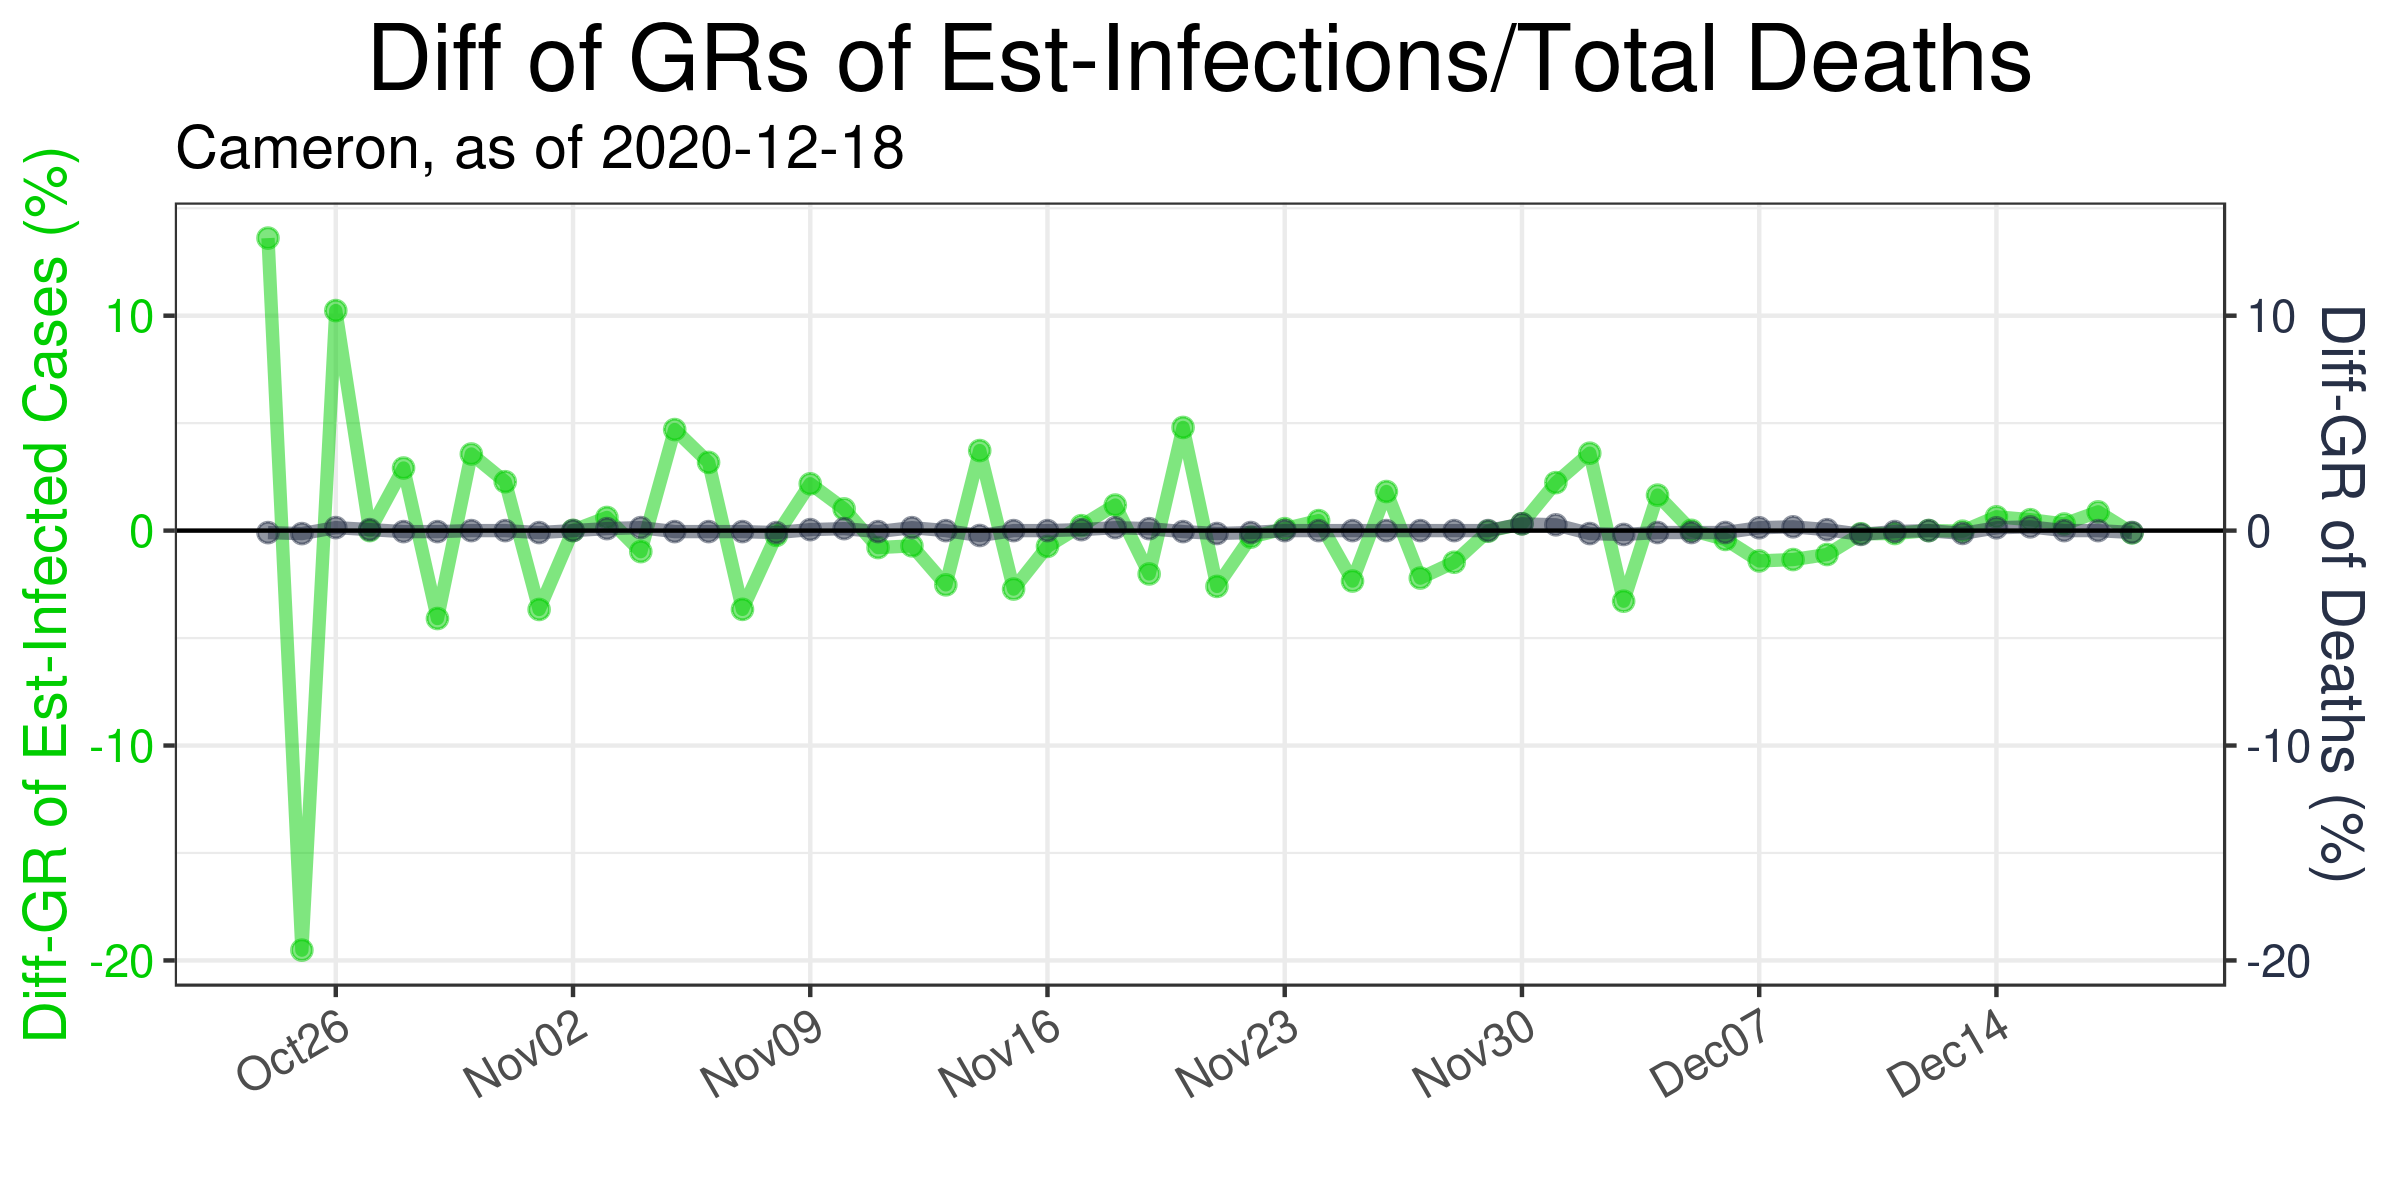 Diff of GRs of Est-Infections/Total Deaths
Cameron, as of 2020-12-18
Diff-GR of Est-Infected Cases (%)
10
0
-10
-20
10
0
-10
-20
Diff-GR of Deaths (%)
Oct26
Nov02
Nov09
Nov16
Nov23
Nov30
Dec07
Dec14